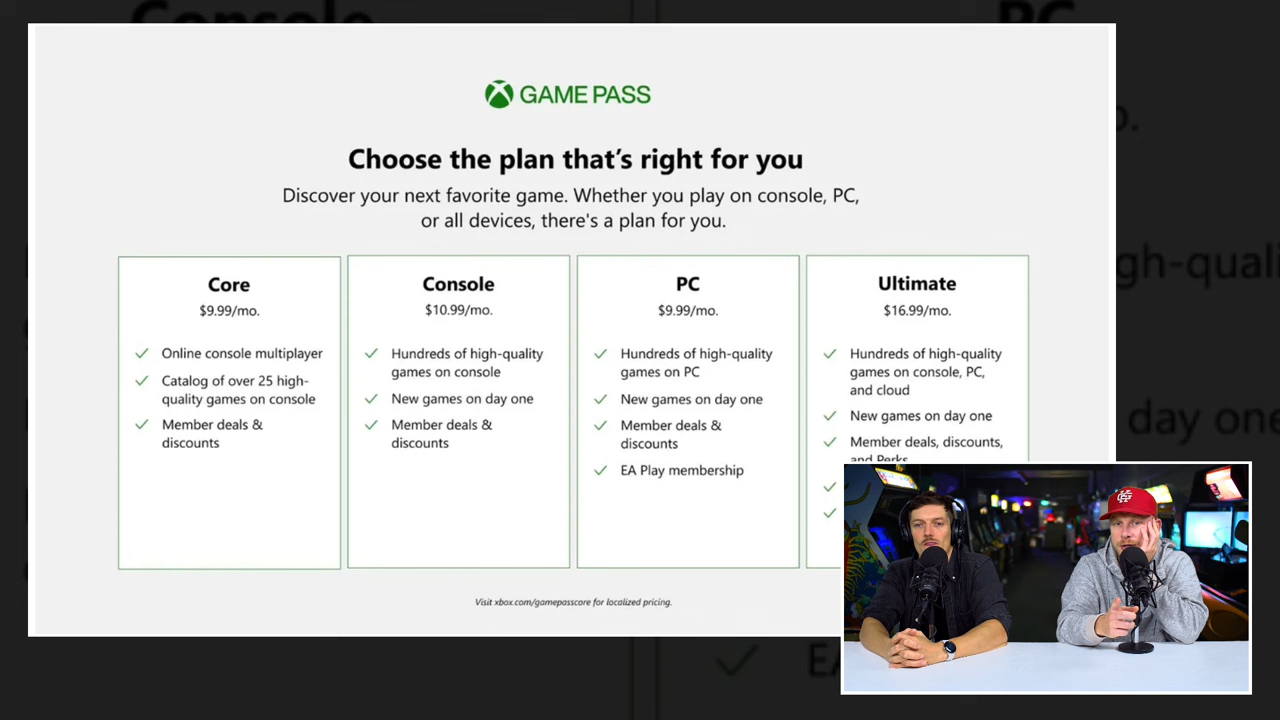 Console
PC
GAME PASS
Choose the plan that's right for you
Discover your next favorite game. Whether you play on console, PC,
or all devices, there's a plan for you.
Core
$9.99/mo.
Online console multiplayer
Catalog of over 25 high-
quality games on console
Member deals &
discounts
Console
$10.99/mo.
Hundreds of high-quality
games on console
New games on day one
Member deals &
discounts
PC
$9.99/mo.
Hundreds of high-quality
games on PC
New games on day one
Member deals &
discounts
EA Play membership
Ultimate
$16.99/mo.
Hundreds of high-quality
games on console, PC,
and cloud
New games on day one
Member deals, discounts,
and Perks
Visit xbox.com/gamepasscore for localized pricing.
day one